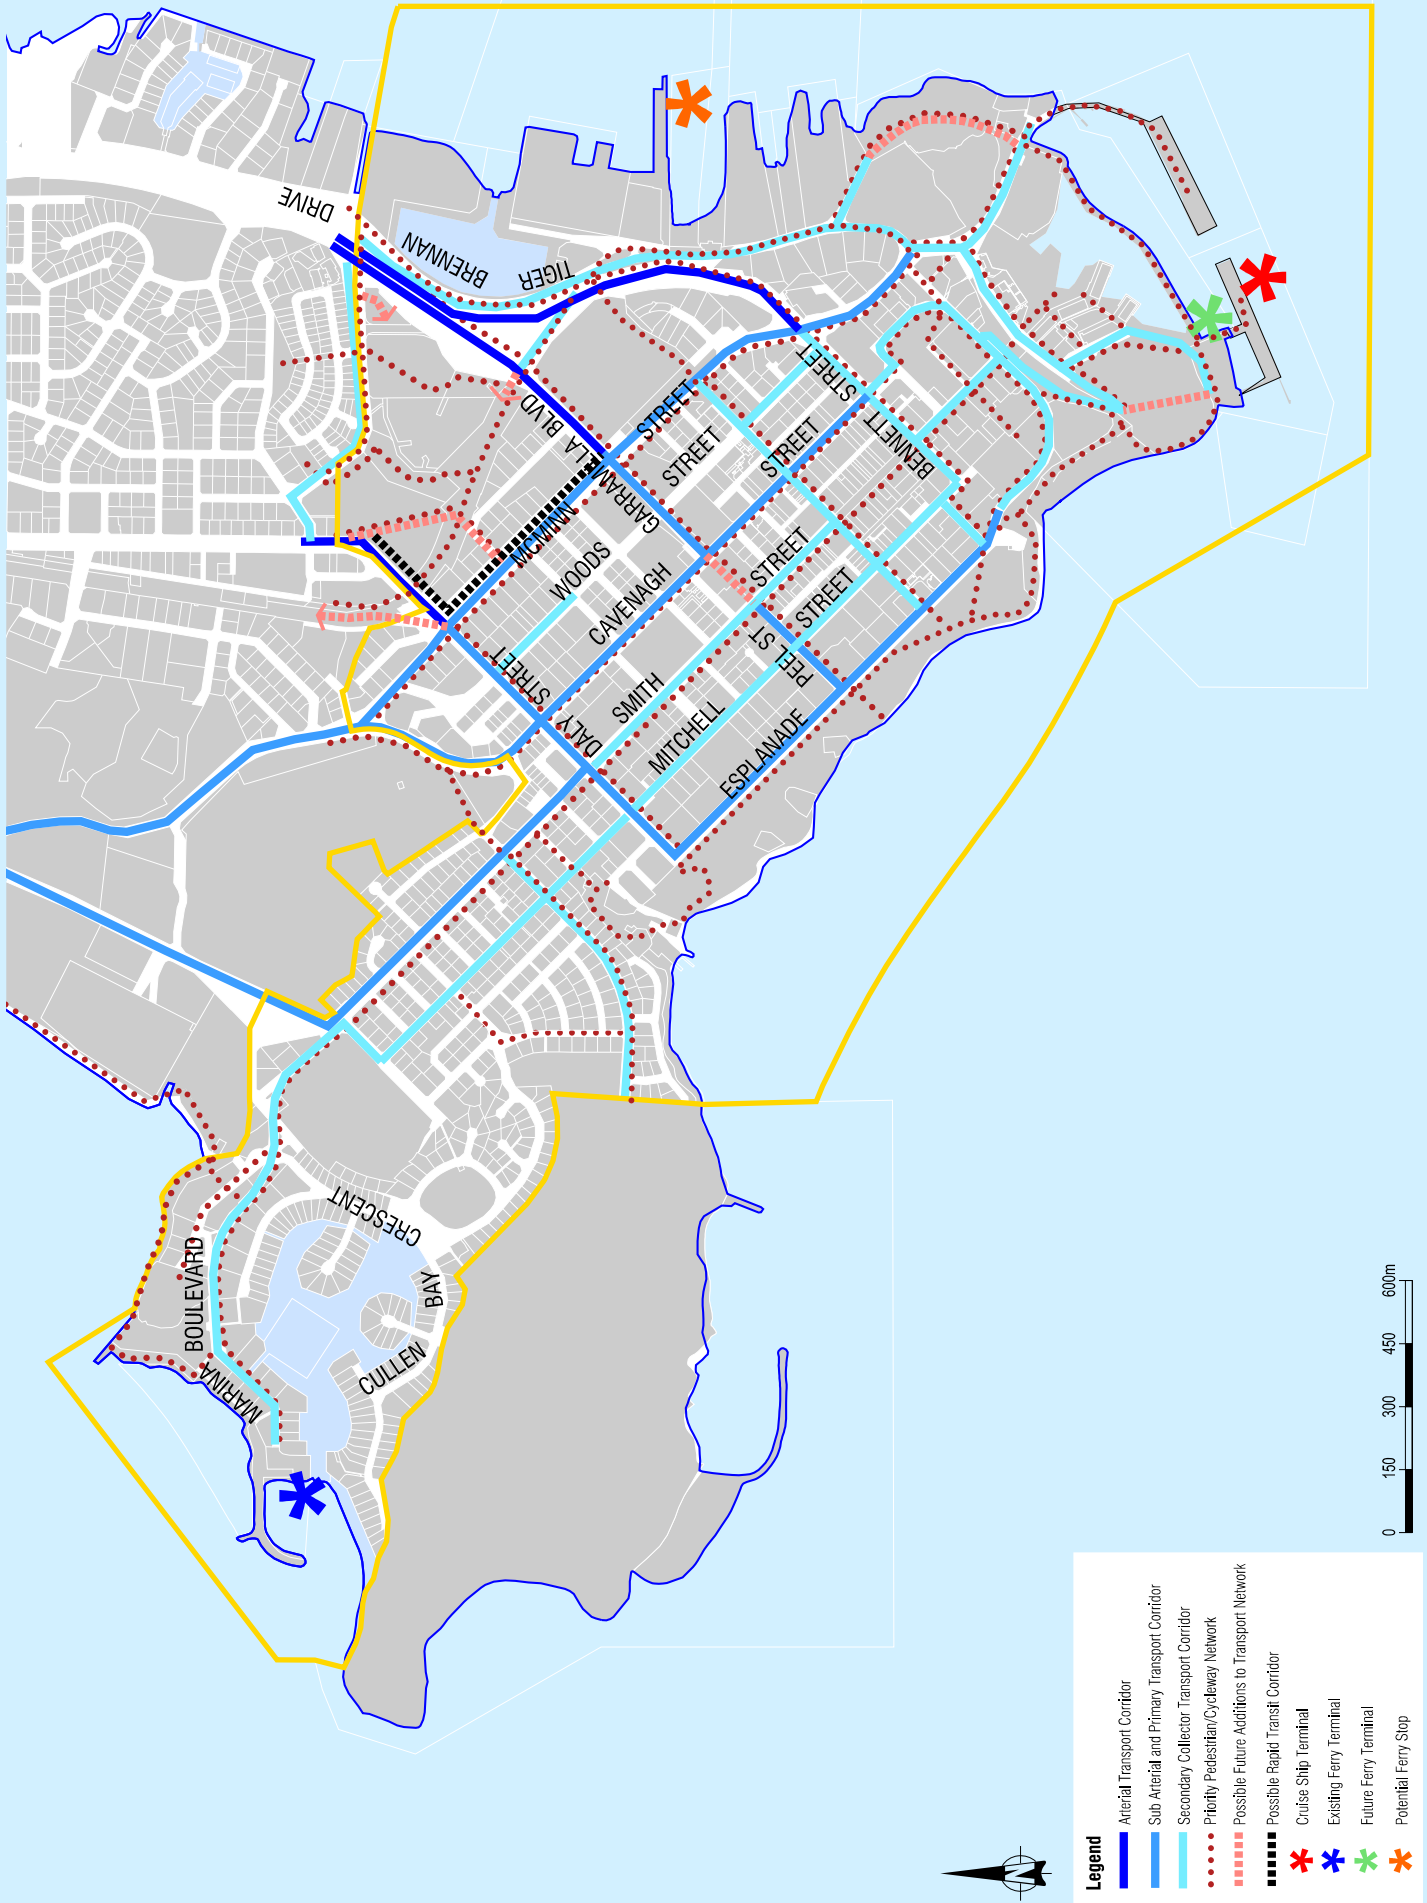 DRIVE
BRENNAN
TIGER
GARRAMILLA BLVD
MCMINN
STREET
WOODS
STREET
CAVENAGH
STREET
BENNETT
STREET
SMITH
STREET
MITCHELL
STREET
PEEL ST
DALY
STREET
ESPLANADE
MARINA
BOULEVARD
CULLEN
BAY
CRESCENT
0 150 300 450 600m
Legend
Arterial Transport Corridor
Sub Arterial and Primary Transport Corridor
Secondary Collector Transport Corridor
Priority Pedestrian/Cycleway Network
Possible Future Additions to Transport Network
Possible Rapid Transit Corridor
Cruise Ship Terminal
Existing Ferry Terminal
Future Ferry Terminal
Potential Ferry Stop
N